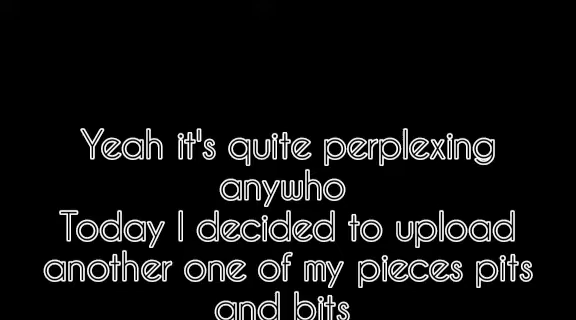 Yeah it's quite perplexing
anywho
Today I decided to upload
another one of my pieces pits
and bits